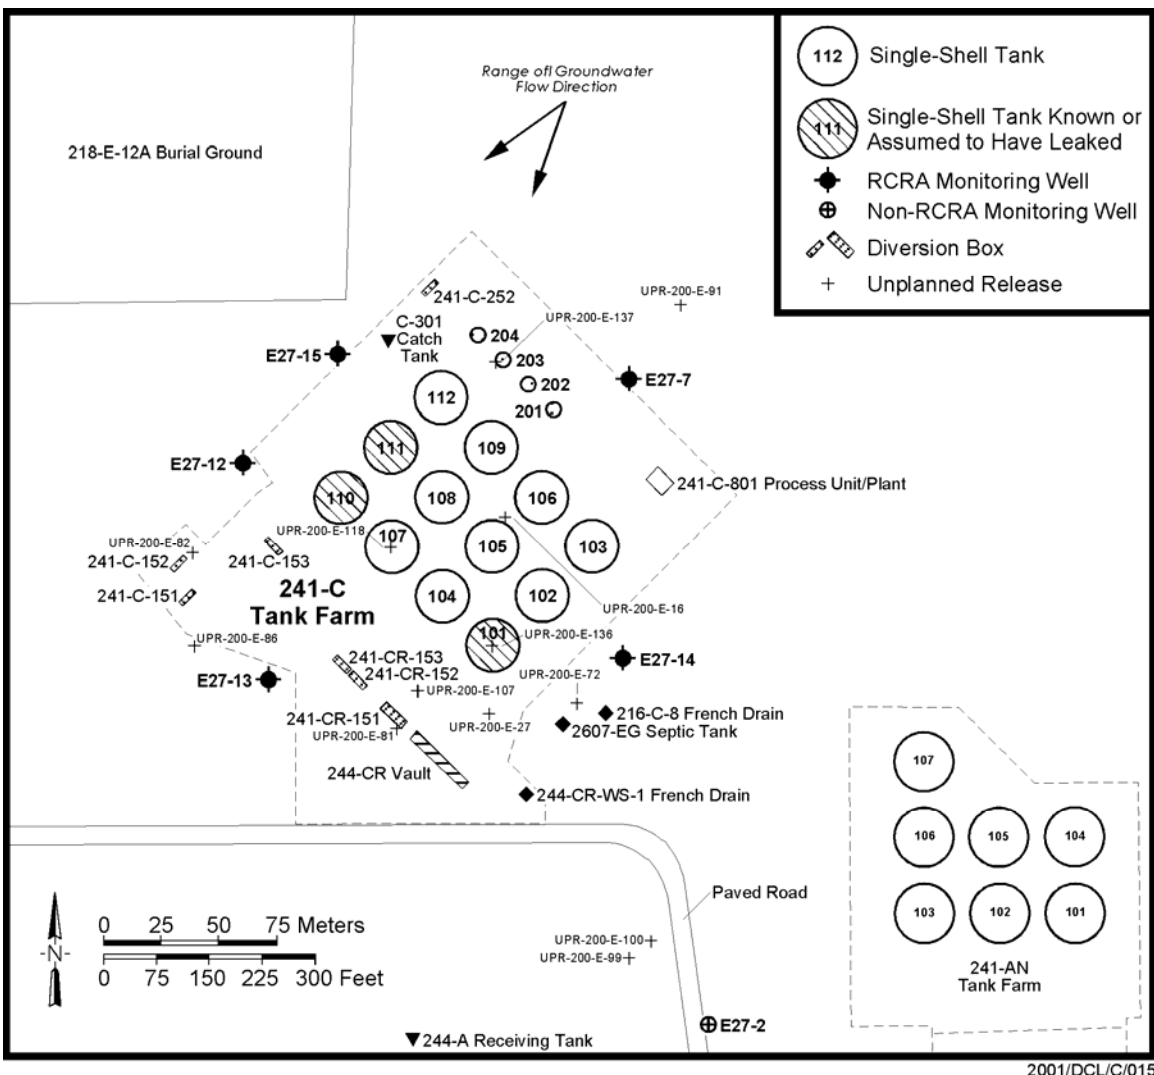 Range ofl Groundwater
Flow Direction
112
Single-Shell Tank
111
Single-Shell Tank Known or
Assumed to Have Leaked
RCRA Monitoring Well
Non-RCRA Monitoring Well
Diversion Box
Unplanned Release
218-E-12A Burial Ground
241-C-252
UPR-200-E-91
UPR-200-E-137
C-301
Catch
Tank
204
203
202
201
E27-15
E27-7
112
111
109
E27-12
110
108
106
241-C-801 Process Unit/Plant
UPR-200-E-118
107
105
103
UPR-200-E-82
241-C-152
241-C-153
241-C-151
241-C
Tank Farm
104
102
UPR-200-E-16
101
UPR-200-E-136
UPR-200-E-86
241-CR-153
241-CR-152
E27-14
E27-13
UPR-200-E-72
UPR-200-E-107
241-CR-151
UPR-200-E-27
216-C-8 French Drain
2607-EG Septic Tank
UPR-200-E-81
244-CR Vault
244-CR-WS-1 French Drain
107
106
105
104
103
102
101
241-AN
Tank Farm
Paved Road
N
0 25 50 75 Meters
0 75 150 225 300 Feet
UPR-200-E-100
UPR-200-E-99
E27-2
244-A Receiving Tank
2001/DCL/C/015